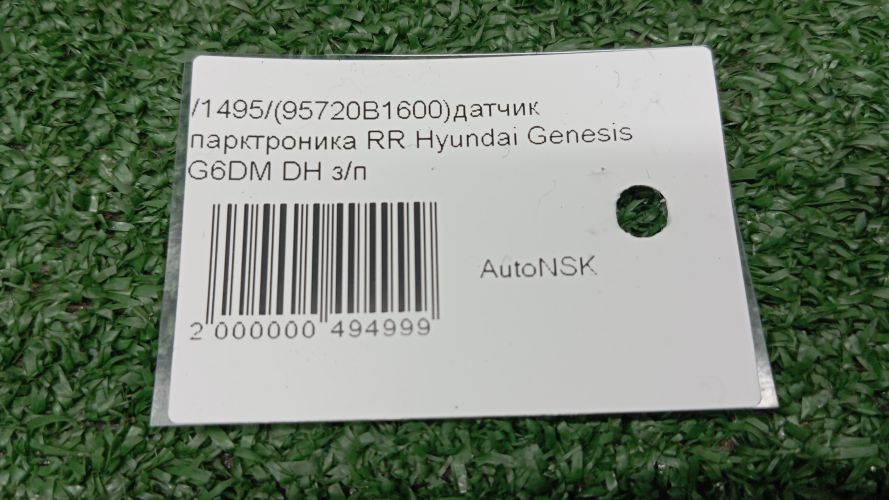 /1495/(95720B1600)датчик
парктроника RR Hyundai Genesis
G6DM DH з/п
AutoNSK
2 000000 494999